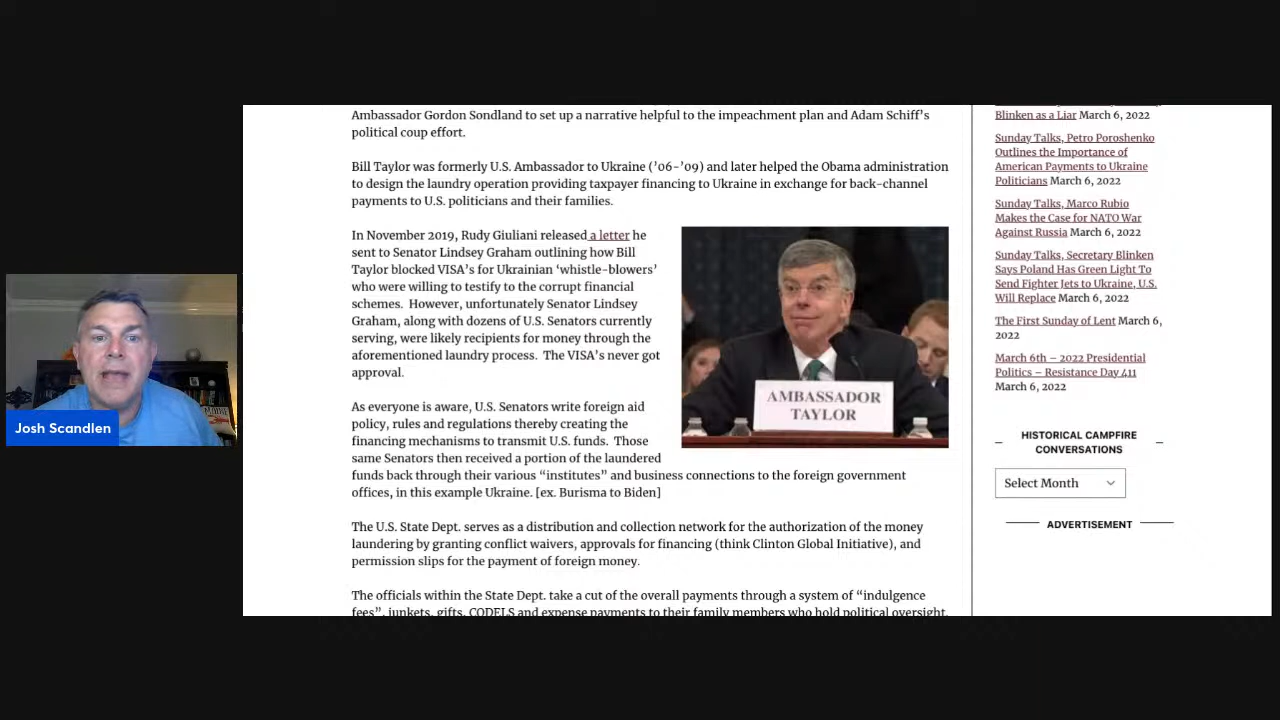 Ambassador Gordon Sondland to set up a narrative helpful to the impeachment plan and Adam Schiff's
political coup effort.
Bill Taylor was formerly U.S. Ambassador to Ukraine ('06-'09) and later helped the Obama administration
to design the laundry operation providing taxpayer financing to Ukraine in exchange for back-channel
payments to U.S. politicians and their families.
In November 2019, Rudy Giuliani released a letter he
sent to Senator Lindsey Graham outlining how Bill
Taylor blocked VISA's for Ukrainian 'whistle-blowers'
who were willing to testify to the corrupt financial
schemes. However, unfortunately Senator Lindsey
Graham, along with dozens of U.S. Senators currently
serving, were likely recipients for money through the
aforementioned laundry process. The VISA's never got
approval.
AMBASSADOR
TAYLOR
As everyone is aware, U.S. Senators write foreign aid
policy, rules and regulations thereby creating the
financing mechanisms to transmit U.S. funds. Those
same Senators then received a portion of the laundered
funds back through their various "institutes" and business connections to the foreign government
offices, in this example Ukraine. [ex. Burisma to Biden]
The U.S. State Dept. serves as a distribution and collection network for the authorization of the money
laundering by granting conflict waivers, approvals for financing (think Clinton Global Initiative), and
permission slips for the payment of foreign money.
The officials within the State Dept. take a cut of the overall payments through a system of "indulgence
fees", junkets, gifts, CODELS and expense payments to their family members who hold political oversight.
Blinken as a Liar March 6, 2022
Sunday Talks, Petro Poroshenko
Outlines the Importance of
American Payments to Ukraine
Politicians March 6, 2022
Sunday Talks, Marco Rubio
Makes the Case for NATO War
Against Russia March 6, 2022
Sunday Talks, Secretary Blinken
Says Poland Has Green Light To
Send Fighter Jets to Ukraine, U.S.
Will Replace March 6, 2022
The First Sunday of Lent March 6,
2022
March 6th – 2022 Presidential
Politics – Resistance Day 411
March 6, 2022
HISTORICAL CAMPFIRE
CONVERSATIONS
Select Month
ADVERTISEMENT
Josh Scandlen